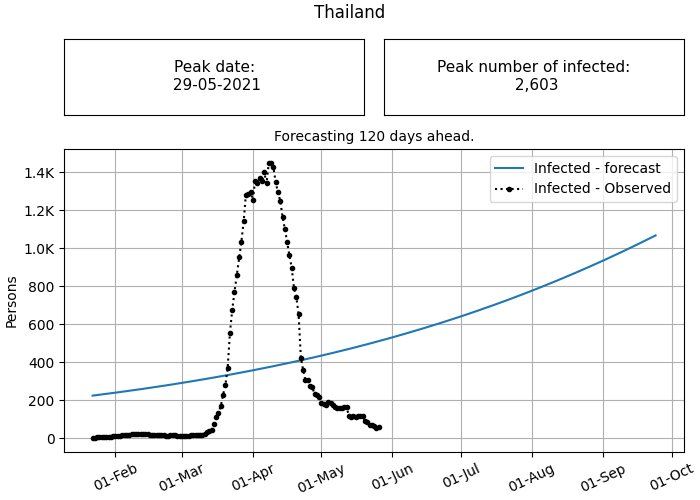 Thailand
Peak date:
29-05-2021
Peak number of infected:
2,603
Forecasting 120 days ahead.
Infected - forecast
Infected - Observed
Persons
1.4K
1.2K
1.0K
800
600
400
200
0
01-Feb
01-Mar
01-Apr
01-May
01-Jun
01-Jul
01-Aug
01-Sep
01-Oct